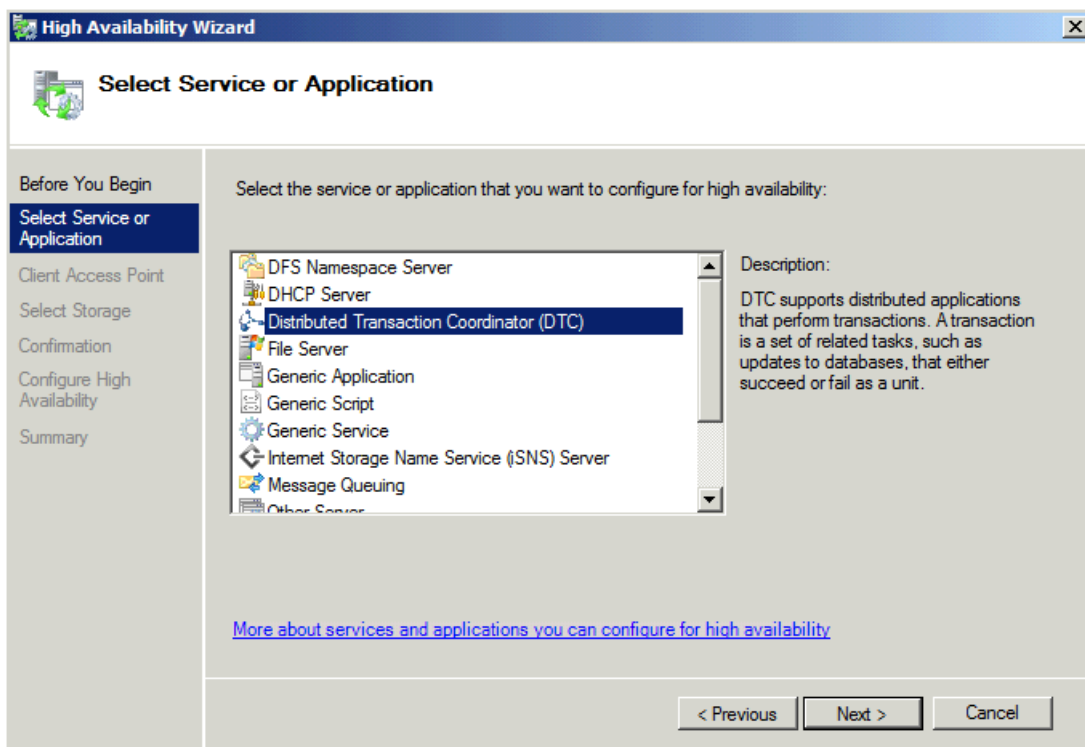 High Availability Wizard
Select Service or Application
Before You Begin
Select Service or
Application
Client Access Point
Select Storage
Confirmation
Configure High
Availability
Summary
Select the service or application that you want to configure for high availability:
DFS Namespace Server
DHCP Server
Distributed Transaction Coordinator (DTC)
File Server
Generic Application
Generic Script
Generic Service
Internet Storage Name Service (iSNS) Server
Message Queuing
Other Server
Description:
DTC supports distributed applications
that perform transactions. A transaction
is a set of related tasks, such as
updates to databases, that either
succeed or fail as a unit.
More about services and applications you can configure for high availability
< Previous
Next >
Cancel